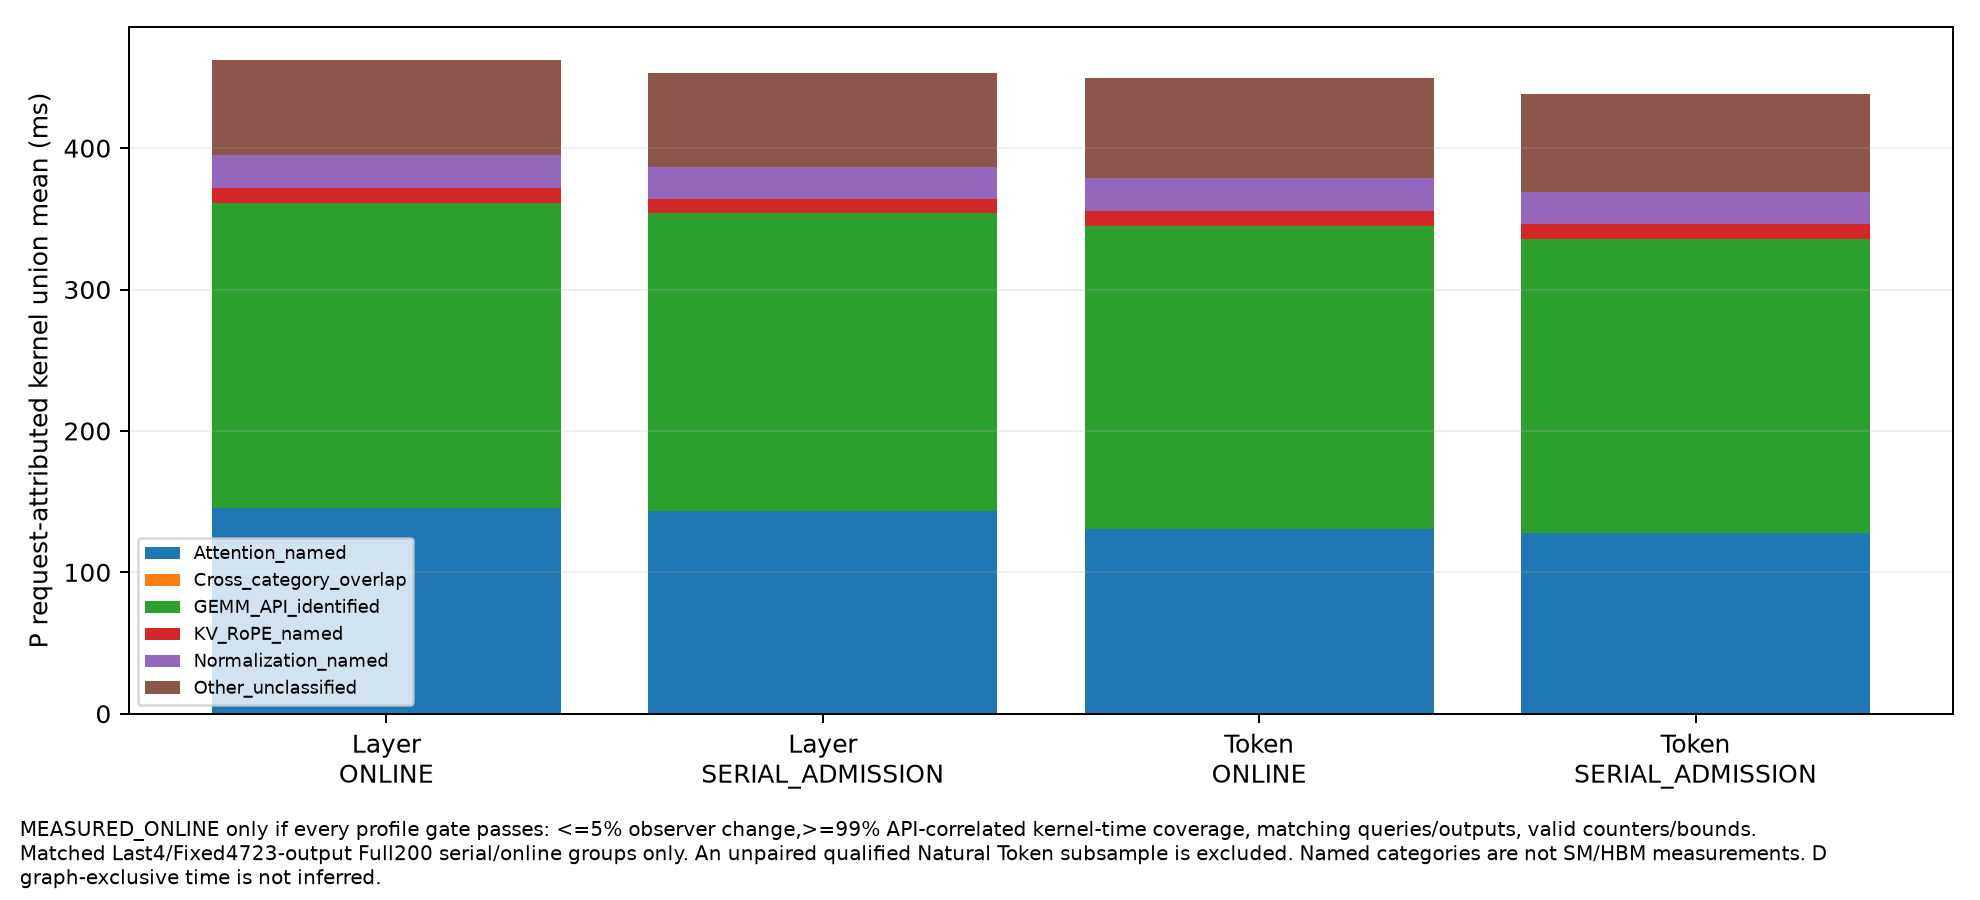 P request-attributed kernel union mean (ms)
400
300
200
100
0
Attention_named
Cross_category_overlap
GEMM_API_identified
KV_RoPE_named
Normalization_named
Other_unclassified
Layer
ONLINE
Layer
SERIAL_ADMISSION
Token
ONLINE
Token
SERIAL_ADMISSION
MEASURED_ONLINE only if every profile gate passes: <=5% observer change,>=99% API-correlated kernel-time coverage, matching queries/outputs, valid counters/bounds.
Matched Last4/Fixed4723-output Full200 serial/online groups only. An unpaired qualified Natural Token subsample is excluded. Named categories are not SM/HBM measurements. D
graph-exclusive time is not inferred.